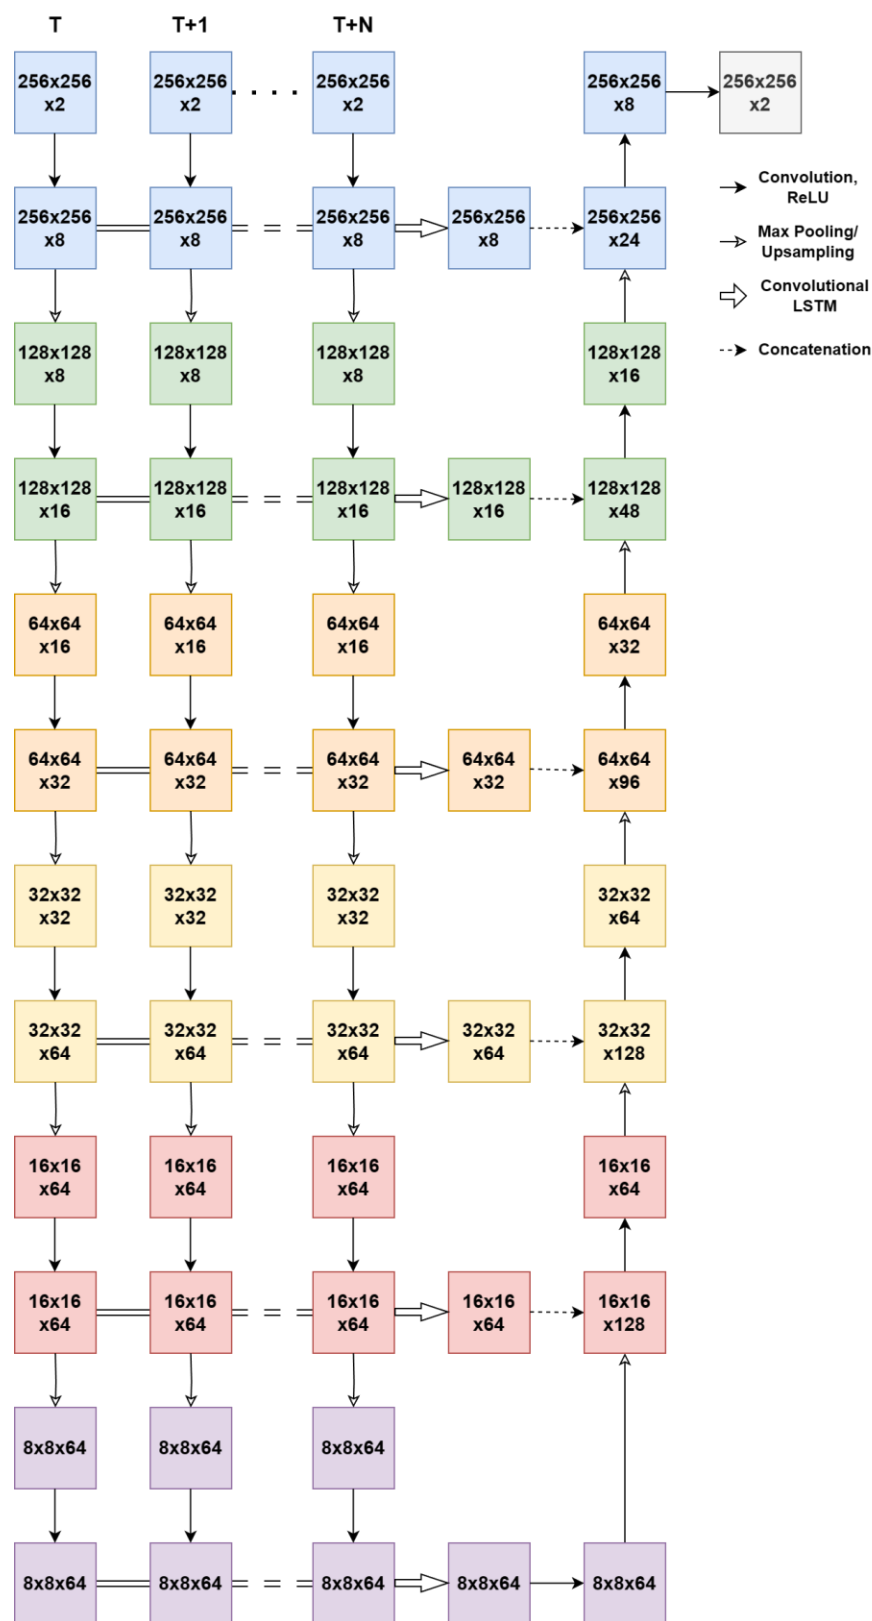 T T+1 T+N
256x256 256x256 256x256 256x256 256x256
x2 x2 . . . . x2 x8 x2
Convolution,
ReLU
256x256 256x256 256x256 256x256 256x256
x8 x8 x8 x8 x24
Max Pooling/
Upsampling
Convolutional
LSTM
128x128 128x128 128x128 128x128
x8 x8 x8 x16
Concatenation
128x128 128x128 128x128 128x128 128x128
x16 x16 x16 x16 x48
64x64 64x64 64x64 64x64
x16 x16 x16 x32
64x64 64x64 64x64 64x64 64x64
x32 x32 x32 x32 x96
32x32 32x32 32x32 32x32
x32 x32 x32 x64
32x32 32x32 32x32 32x32 32x32
x64 x64 x64 x64 x128
16x16 16x16 16x16 16x16
x64 x64 x64 x64
16x16 16x16 16x16 16x16 16x16
x64 x64 x64 x64 x128
8x8x64 8x8x64 8x8x64
8x8x64 8x8x64 8x8x64 8x8x64 8x8x64